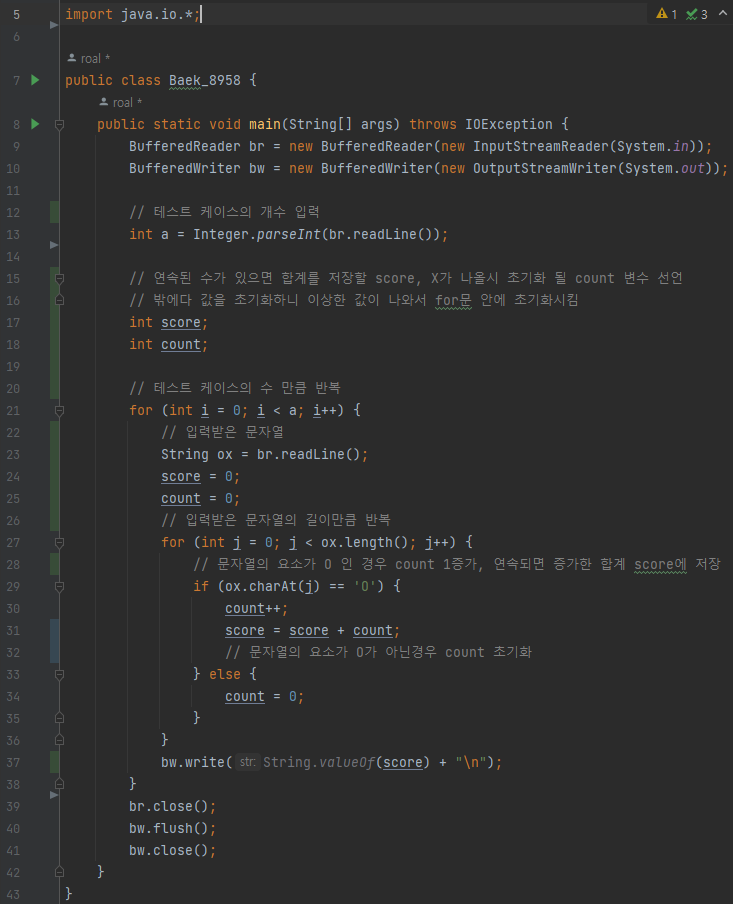 5 import java.io.*; 1 3
6
roal *
7 public class Baek_8958 {
roal *
8 public static void main(String[] args) throws IOException {
9 BufferedReader br = new BufferedReader(new InputStreamReader(System.in));
10 BufferedWriter bw = new BufferedWriter(new OutputStreamWriter(System.out));
11
12 // 테스트 케이스의 개수 입력
13 int a = Integer.parseInt(br.readLine());
14
15 // 연속된 수가 있으면 합계를 저장할 score, X가 나올시 초기화 될 count 변수 선언
16 // 밖에다 값을 초기화하니 이상한 값이 나와서 for문 안에 초기화시킴
17 int score;
18 int count;
19
20 // 테스트 케이스의 수 만큼 반복
21 for (int i = 0; i < a; i++) {
22 // 입력받은 문자열
23 String ox = br.readLine();
24 score = 0;
25 count = 0;
26 // 입력받은 문자열의 길이만큼 반복
27 for (int j = 0; j < ox.length(); j++) {
28 // 문자열의 요소가 O 인 경우 count 1증가, 연속되면 증가한 합계 score에 저장
29 if (ox.charAt(j) == 'O') {
30 count++;
31 score = score + count;
32 // 문자열의 요소가 O가 아닌경우 count 초기화
33 } else {
34 count = 0;
35 }
36 }
37 bw.write( str: String.valueOf(score) + "\n");
38 }
39 br.close();
40 bw.flush();
41 bw.close();
42 }
43 }